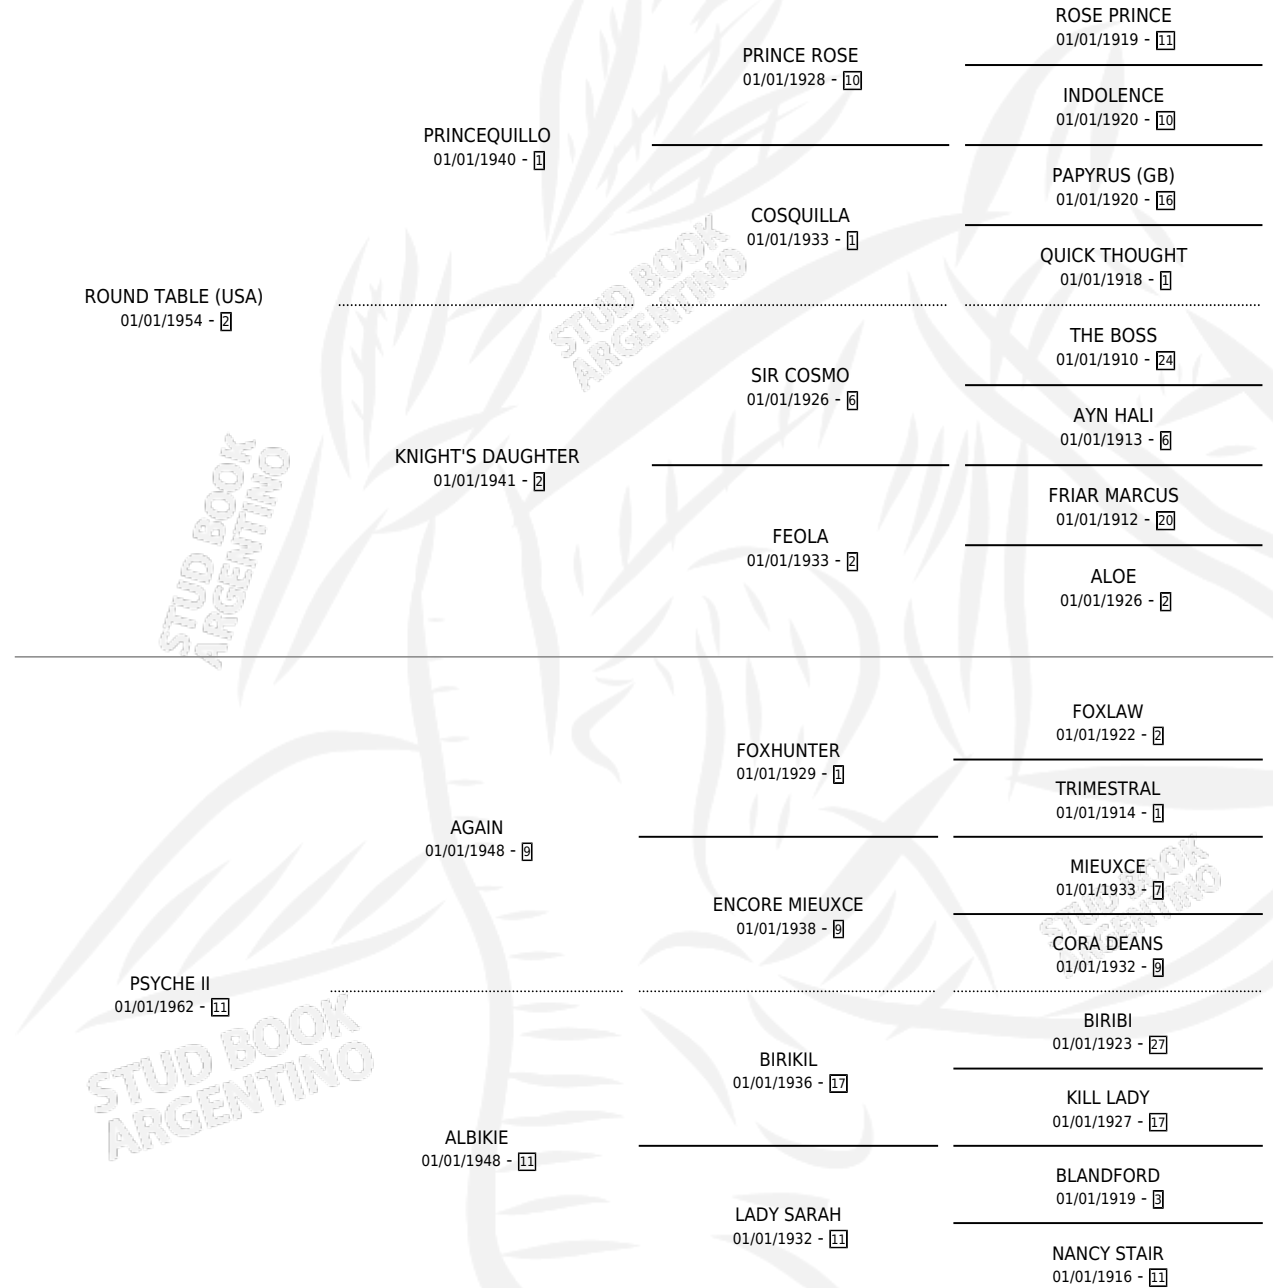 ROSE PRINCE
01/01/1919 - 11
PRINCE ROSE
01/01/1928 - 10
INDOLENCE
01/01/1920 - 10
PRINCEQUILLO
01/01/1940 - 1
PAPYRUS (GB)
01/01/1920 - 16
COSQUILLA
01/01/1933 - 1
QUICK THOUGHT
01/01/1918 - 1
ROUND TABLE (USA)
01/01/1954 - 2
THE BOSS
01/01/1910 - 24
SIR COSMO
01/01/1926 - 6
AYN HALI
01/01/1913 - 6
KNIGHT'S DAUGHTER
01/01/1941 - 2
FRIAR MARCUS
01/01/1912 - 20
FEOLA
01/01/1933 - 2
ALOE
01/01/1926 - 2
STUD BOOK
ARGENTINO
STUD BOOK
ARGENTINO
FOXLAW
01/01/1922 - 2
FOXHUNTER
01/01/1929 - 1
TRIMESTRAL
01/01/1914 - 1
AGAIN
01/01/1948 - 9
MIEUXCE
01/01/1933 - 7
ENCORE MIEUXCE
01/01/1938 - 9
CORA DEANS
01/01/1932 - 9
STUD BOOK
ARGENTINO
PSYCHE II
01/01/1962 - 11
BIRIBI
01/01/1923 - 27
BIRIKIL
01/01/1936 - 17
KILL LADY
01/01/1927 - 17
STUD BOOK
ARGENTINO
ALBIKIE
01/01/1948 - 11
BLANDFORD
01/01/1919 - 3
LADY SARAH
01/01/1932 - 11
NANCY STAIR
01/01/1916 - 11